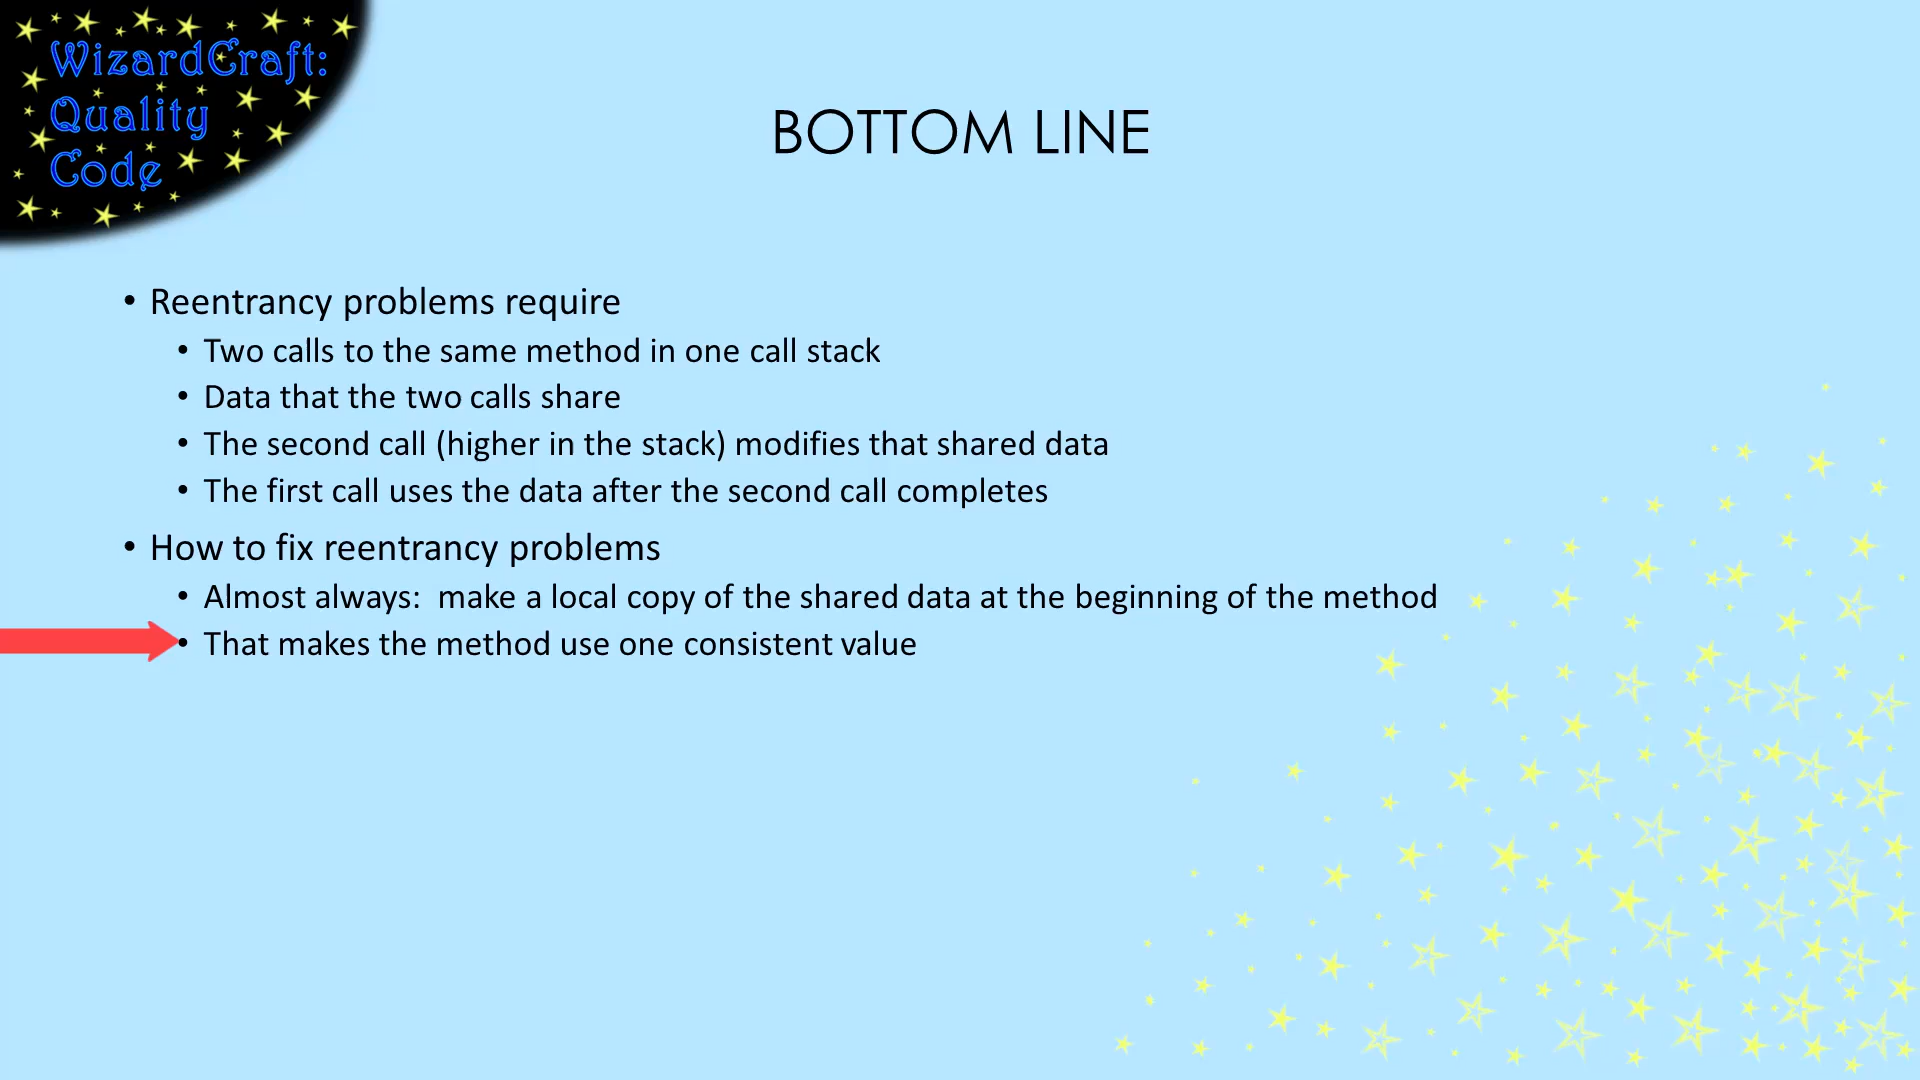 WizardCraft:
Quality
Code
BOTTOM LINE
• Reentrancy problems require
• Two calls to the same method in one call stack
• Data that the two calls share
• The second call (higher in the stack) modifies that shared data
• The first call uses the data after the second call completes
• How to fix reentrancy problems
• Almost always:  make a local copy of the shared data at the beginning of the method
• That makes the method use one consistent value